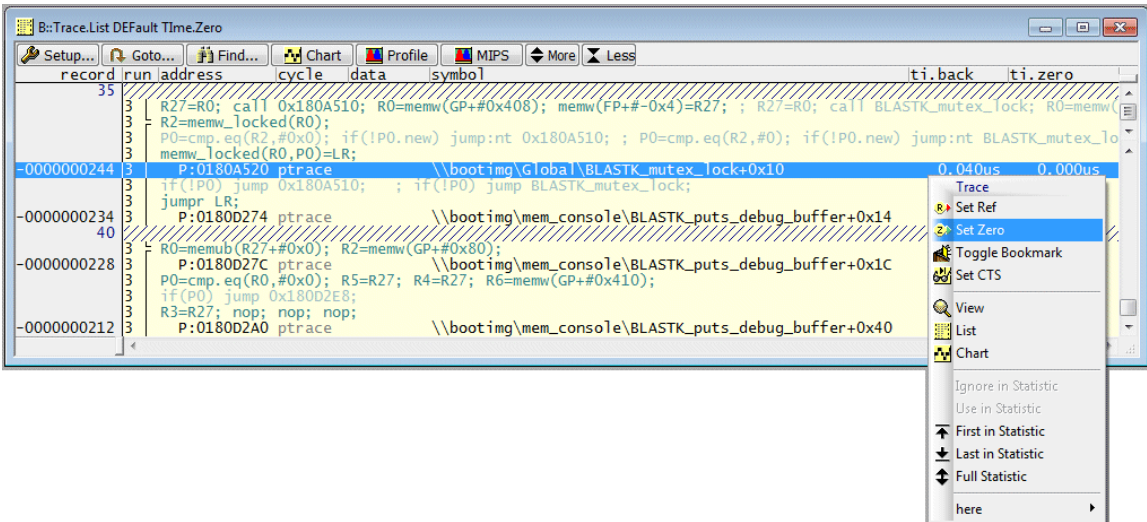 B::Trace.List DEFault TIme.Zero
Setup... Goto... Find... Chart Profile MIPS More Less
record run address cycle data symbol ti.back ti.zero
35
3 R27=R0; call 0x180A510; R0=memw(GP+#0x408); memw(FP+#-0x4)=R27; ; R27=R0; call BLASTK_mutex_lock; R0=memw(
3 R2=memw_locked(R0);
3 P0=cmp.eq(R2,#0x0); if(!P0.new) jump:nt 0x180A510; ; P0=cmp.eq(R2,#0); if(!P0.new) jump:nt BLASTK_mutex_lo
3 memw_locked(R0,P0)=LR;
-0000000244 3 P:0180A520 ptrace \\bootimg\Global\BLASTK_mutex_lock+0x10 0.040us 0.000us
3 if(!P0) jump 0x180A510; ; if(!P0) jump BLASTK_mutex_lock;
3 jumpr LR;
-0000000234 3 P:0180D274 ptrace \\bootimg\mem_console\BLASTK_puts_debug_buffer+0x14
40
3 R0=memub(R27+#0x0); R2=memw(GP+#0x80);
-0000000228 3 P:0180D27C ptrace \\bootimg\mem_console\BLASTK_puts_debug_buffer+0x1C
3 P0=cmp.eq(R0,#0x0); R5=R27; R4=R27; R6=memw(GP+#0x410);
3 if(P0) jump 0x180D2E8;
3 R3=R27; nop; nop; nop;
-0000000212 3 P:0180D2A0 ptrace \\bootimg\mem_console\BLASTK_puts_debug_buffer+0x40
Trace
Set Ref
Set Zero
Toggle Bookmark
Set CTS
View
List
Chart
Ignore in Statistic
Use in Statistic
First in Statistic
Last in Statistic
Full Statistic
here